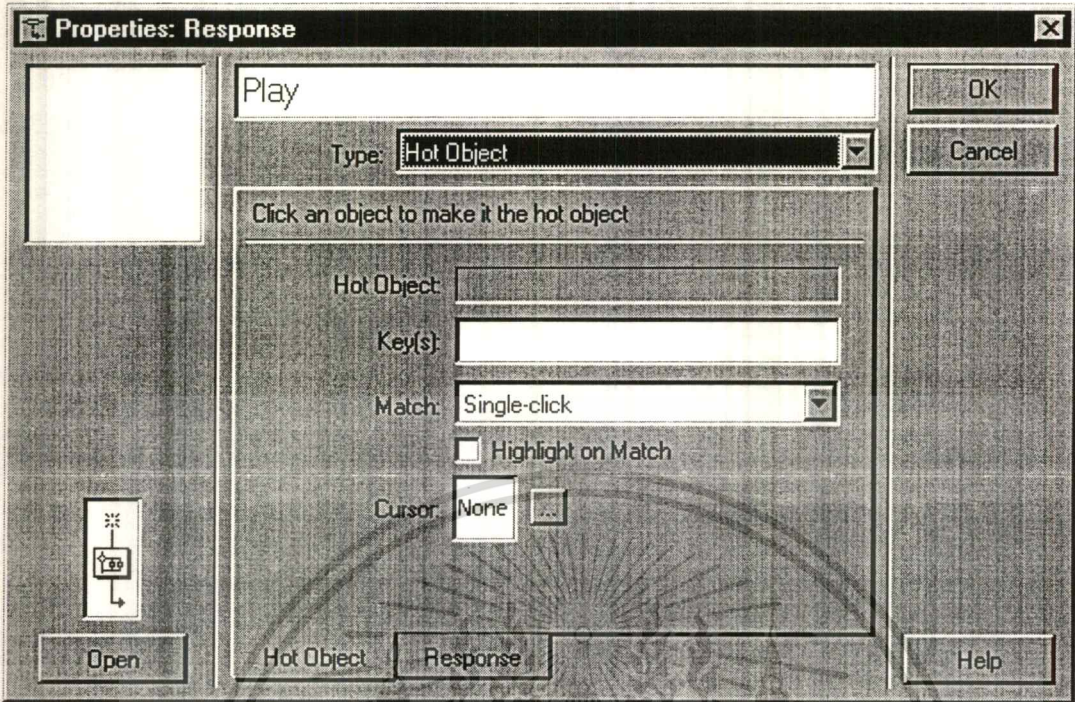 Properties: Response
Play
OK
Type: Hot Object
Cancel
Click an object to make it the hot object
Hot Object:
Key(s):
Match: Single-click
Highlight on Match
Cursor: None ...
Open
Hot Object
Response
Help